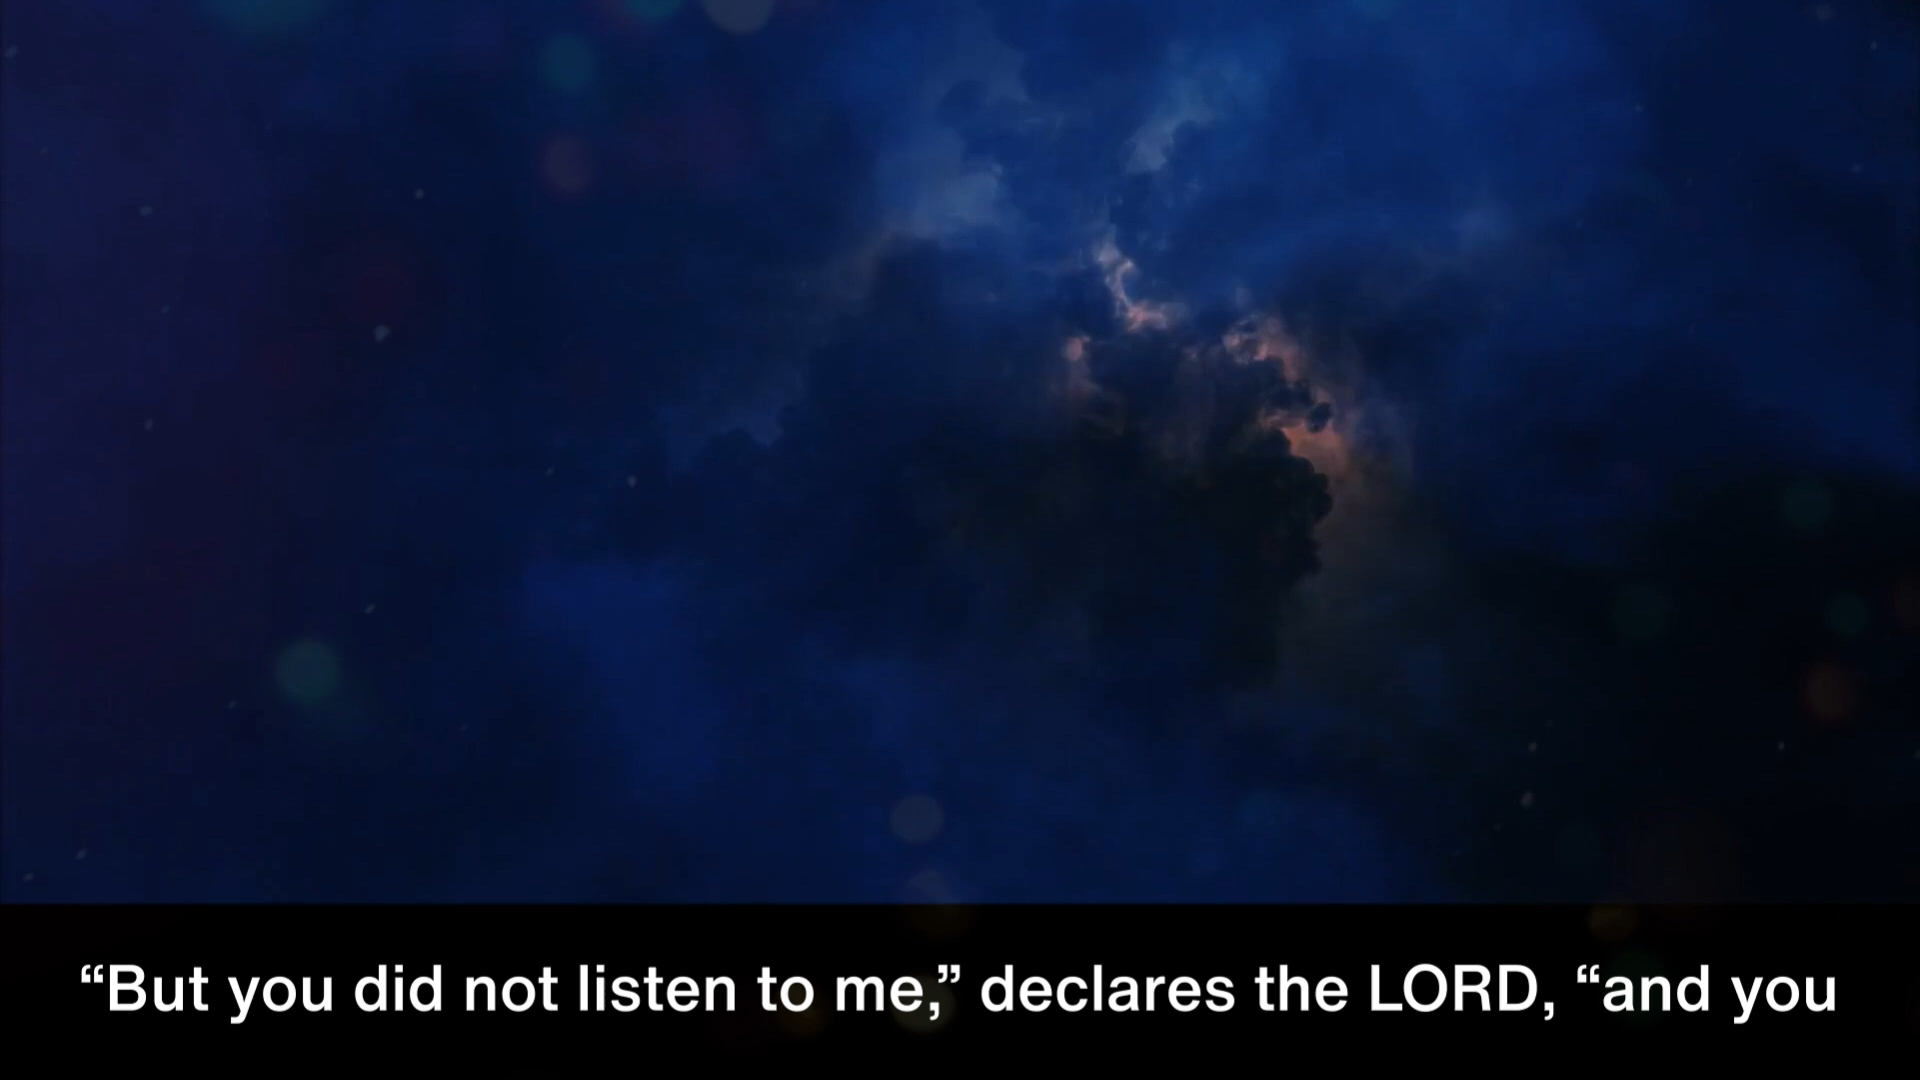 “But you did not listen to me,” declares the LORD, “and you